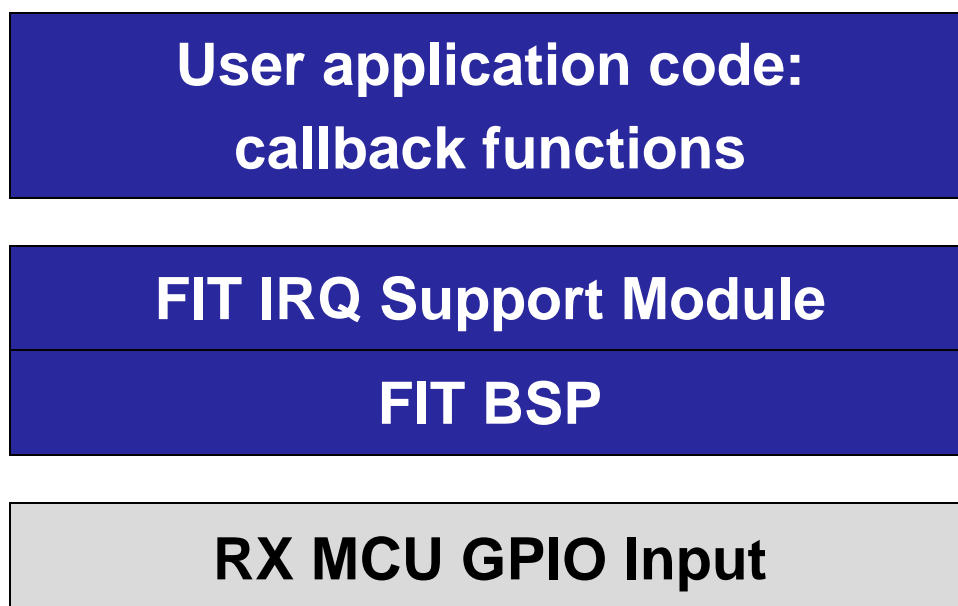 User application code:
callback functions
FIT IRQ Support Module
FIT BSP
RX MCU GPIO Input